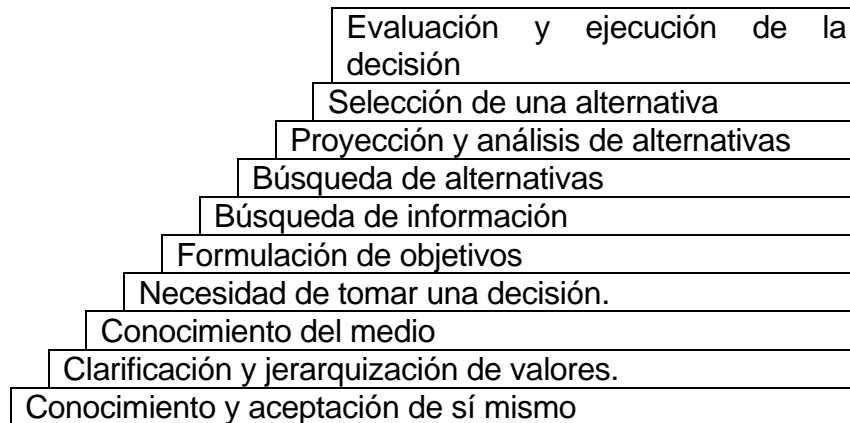 Evaluación y ejecución de la
decisión
Selección de una alternativa
Proyección y análisis de alternativas
Búsqueda de alternativas
Búsqueda de información
Formulación de objetivos
Necesidad de tomar una decisión.
Conocimiento del medio
Clarificación y jerarquización de valores.
Conocimiento y aceptación de sí mismo